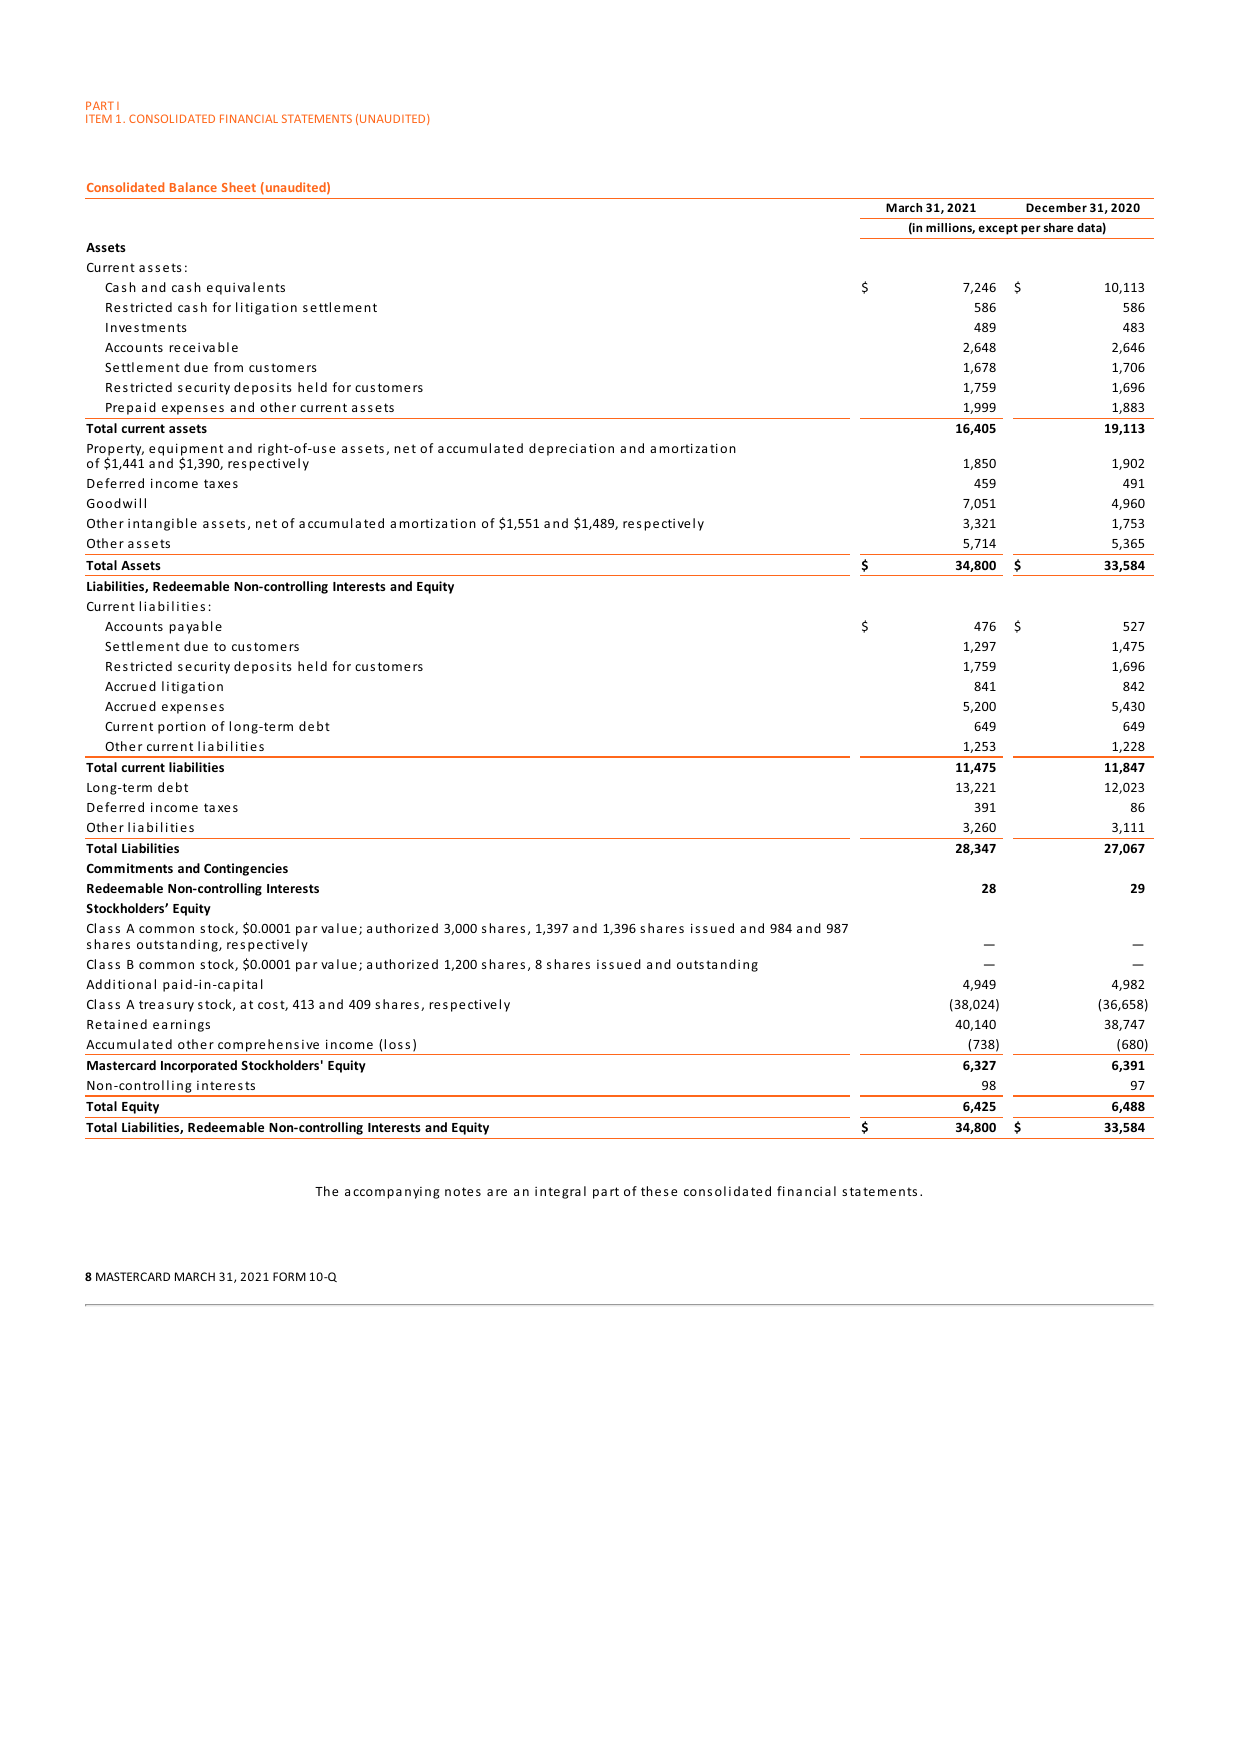 PART I
ITEM 1. CONSOLIDATED FINANCIAL STATEMENTS (UNAUDITED)
Consolidated Balance Sheet (unaudited)
March 31, 2021 December 31, 2020
(in millions, except per share data)
Assets
Current assets:
Cash and cash equivalents $ 7,246 $ 10,113
Restricted cash for litigation settlement 586 586
Investments 489 483
Accounts receivable 2,648 2,646
Settlement due from customers 1,678 1,706
Restricted security deposits held for customers 1,759 1,696
Prepaid expenses and other current assets 1,999 1,883
Total current assets 16,405 19,113
Property, equipment and right-of-use assets, net of accumulated depreciation and amortization
of $1,441 and $1,390, respectively 1,850 1,902
Deferred income taxes 459 491
Goodwill 7,051 4,960
Other intangible assets, net of accumulated amortization of $1,551 and $1,489, respectively 3,321 1,753
Other assets 5,714 5,365
Total Assets $ 34,800 $ 33,584
Liabilities, Redeemable Non-controlling Interests and Equity
Current liabilities:
Accounts payable $ 476 $ 527
Settlement due to customers 1,297 1,475
Restricted security deposits held for customers 1,759 1,696
Accrued litigation 841 842
Accrued expenses 5,200 5,430
Current portion of long-term debt 649 649
Other current liabilities 1,253 1,228
Total current liabilities 11,475 11,847
Long-term debt 13,221 12,023
Deferred income taxes 391 86
Other liabilities 3,260 3,111
Total Liabilities 28,347 27,067
Commitments and Contingencies
Redeemable Non-controlling Interests 28 29
Stockholders’ Equity
Class A common stock, $0.0001 par value; authorized 3,000 shares, 1,397 and 1,396 shares issued and 984 and 987
shares outstanding, respectively — —
Class B common stock, $0.0001 par value; authorized 1,200 shares, 8 shares issued and outstanding — —
Additional paid-in-capital 4,949 4,982
Class A treasury stock, at cost, 413 and 409 shares, respectively (38,024) (36,658)
Retained earnings 40,140 38,747
Accumulated other comprehensive income (loss) (738) (680)
Mastercard Incorporated Stockholders' Equity 6,327 6,391
Non-controlling interests 98 97
Total Equity 6,425 6,488
Total Liabilities, Redeemable Non-controlling Interests and Equity $ 34,800 $ 33,584
The accompanying notes are an integral part of these consolidated financial statements.
8 MASTERCARD MARCH 31, 2021 FORM 10-Q